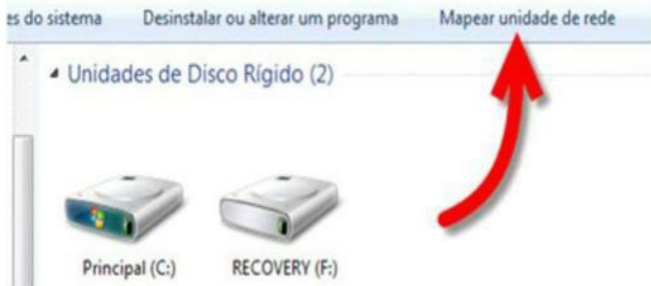 es do sistema Desinstalar ou alterar um programa Mapear unidade de rede
Unidades de Disco Rígido (2)
Principal (C:) RECOVERY (F:)